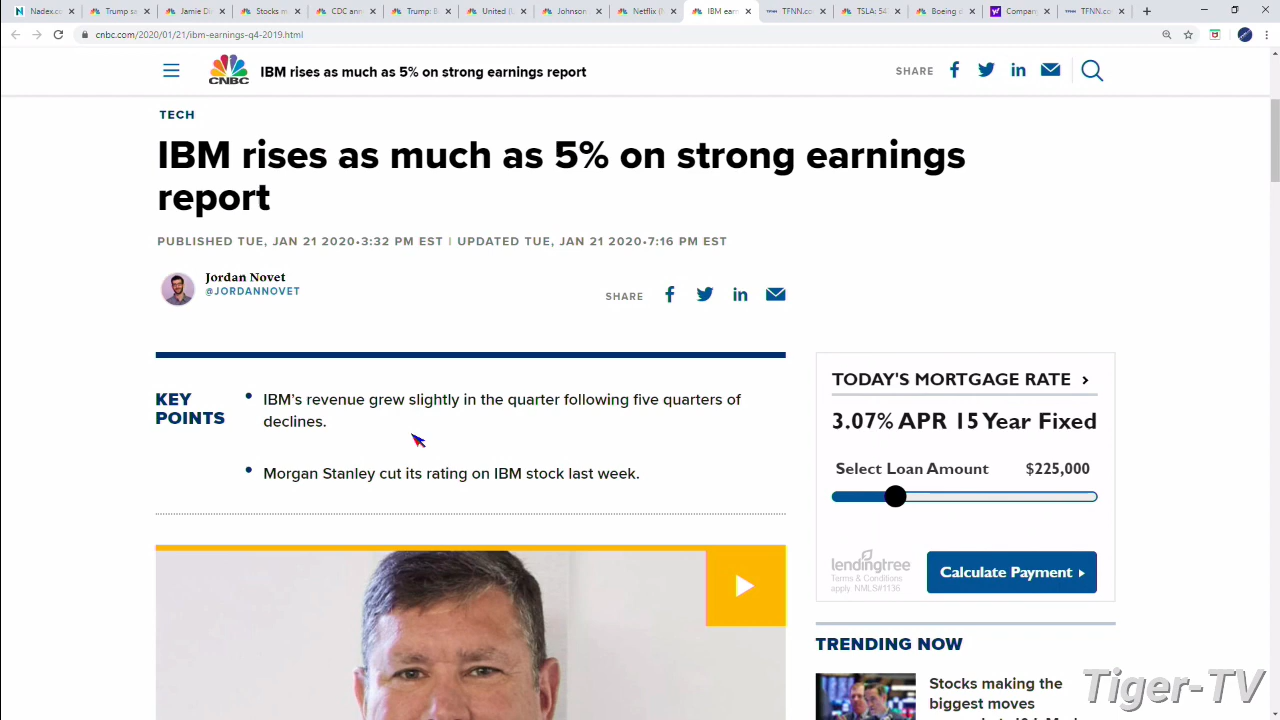 Nadex.co
Trump sa
Jamie Di
Stocks m
CDC ann
Trump: B
United (U
Johnson
Netflix (N
IBM earn
TFNN.co
TSLA: 54
Boeing c
Compan
TFNN.co
cnbc.com/2020/01/21/ibm-earnings-q4-2019.html
CNBC
IBM rises as much as 5% on strong earnings report
SHARE
TECH
IBM rises as much as 5% on strong earnings
report
PUBLISHED TUE, JAN 21 2020•3:32 PM EST | UPDATED TUE, JAN 21 2020•7:16 PM EST
Jordan Novet
@JORDANNOVET
SHARE
KEY
POINTS
IBM's revenue grew slightly in the quarter following five quarters of
declines.
Morgan Stanley cut its rating on IBM stock last week.
TODAY'S MORTGAGE RATE
3.07% APR 15 Year Fixed
Select Loan Amount $225,000
lendingtree
Terms & Conditions
apply. NMLS#1136
Calculate Payment
TRENDING NOW
Stocks making the
biggest moves
Tiger-TV